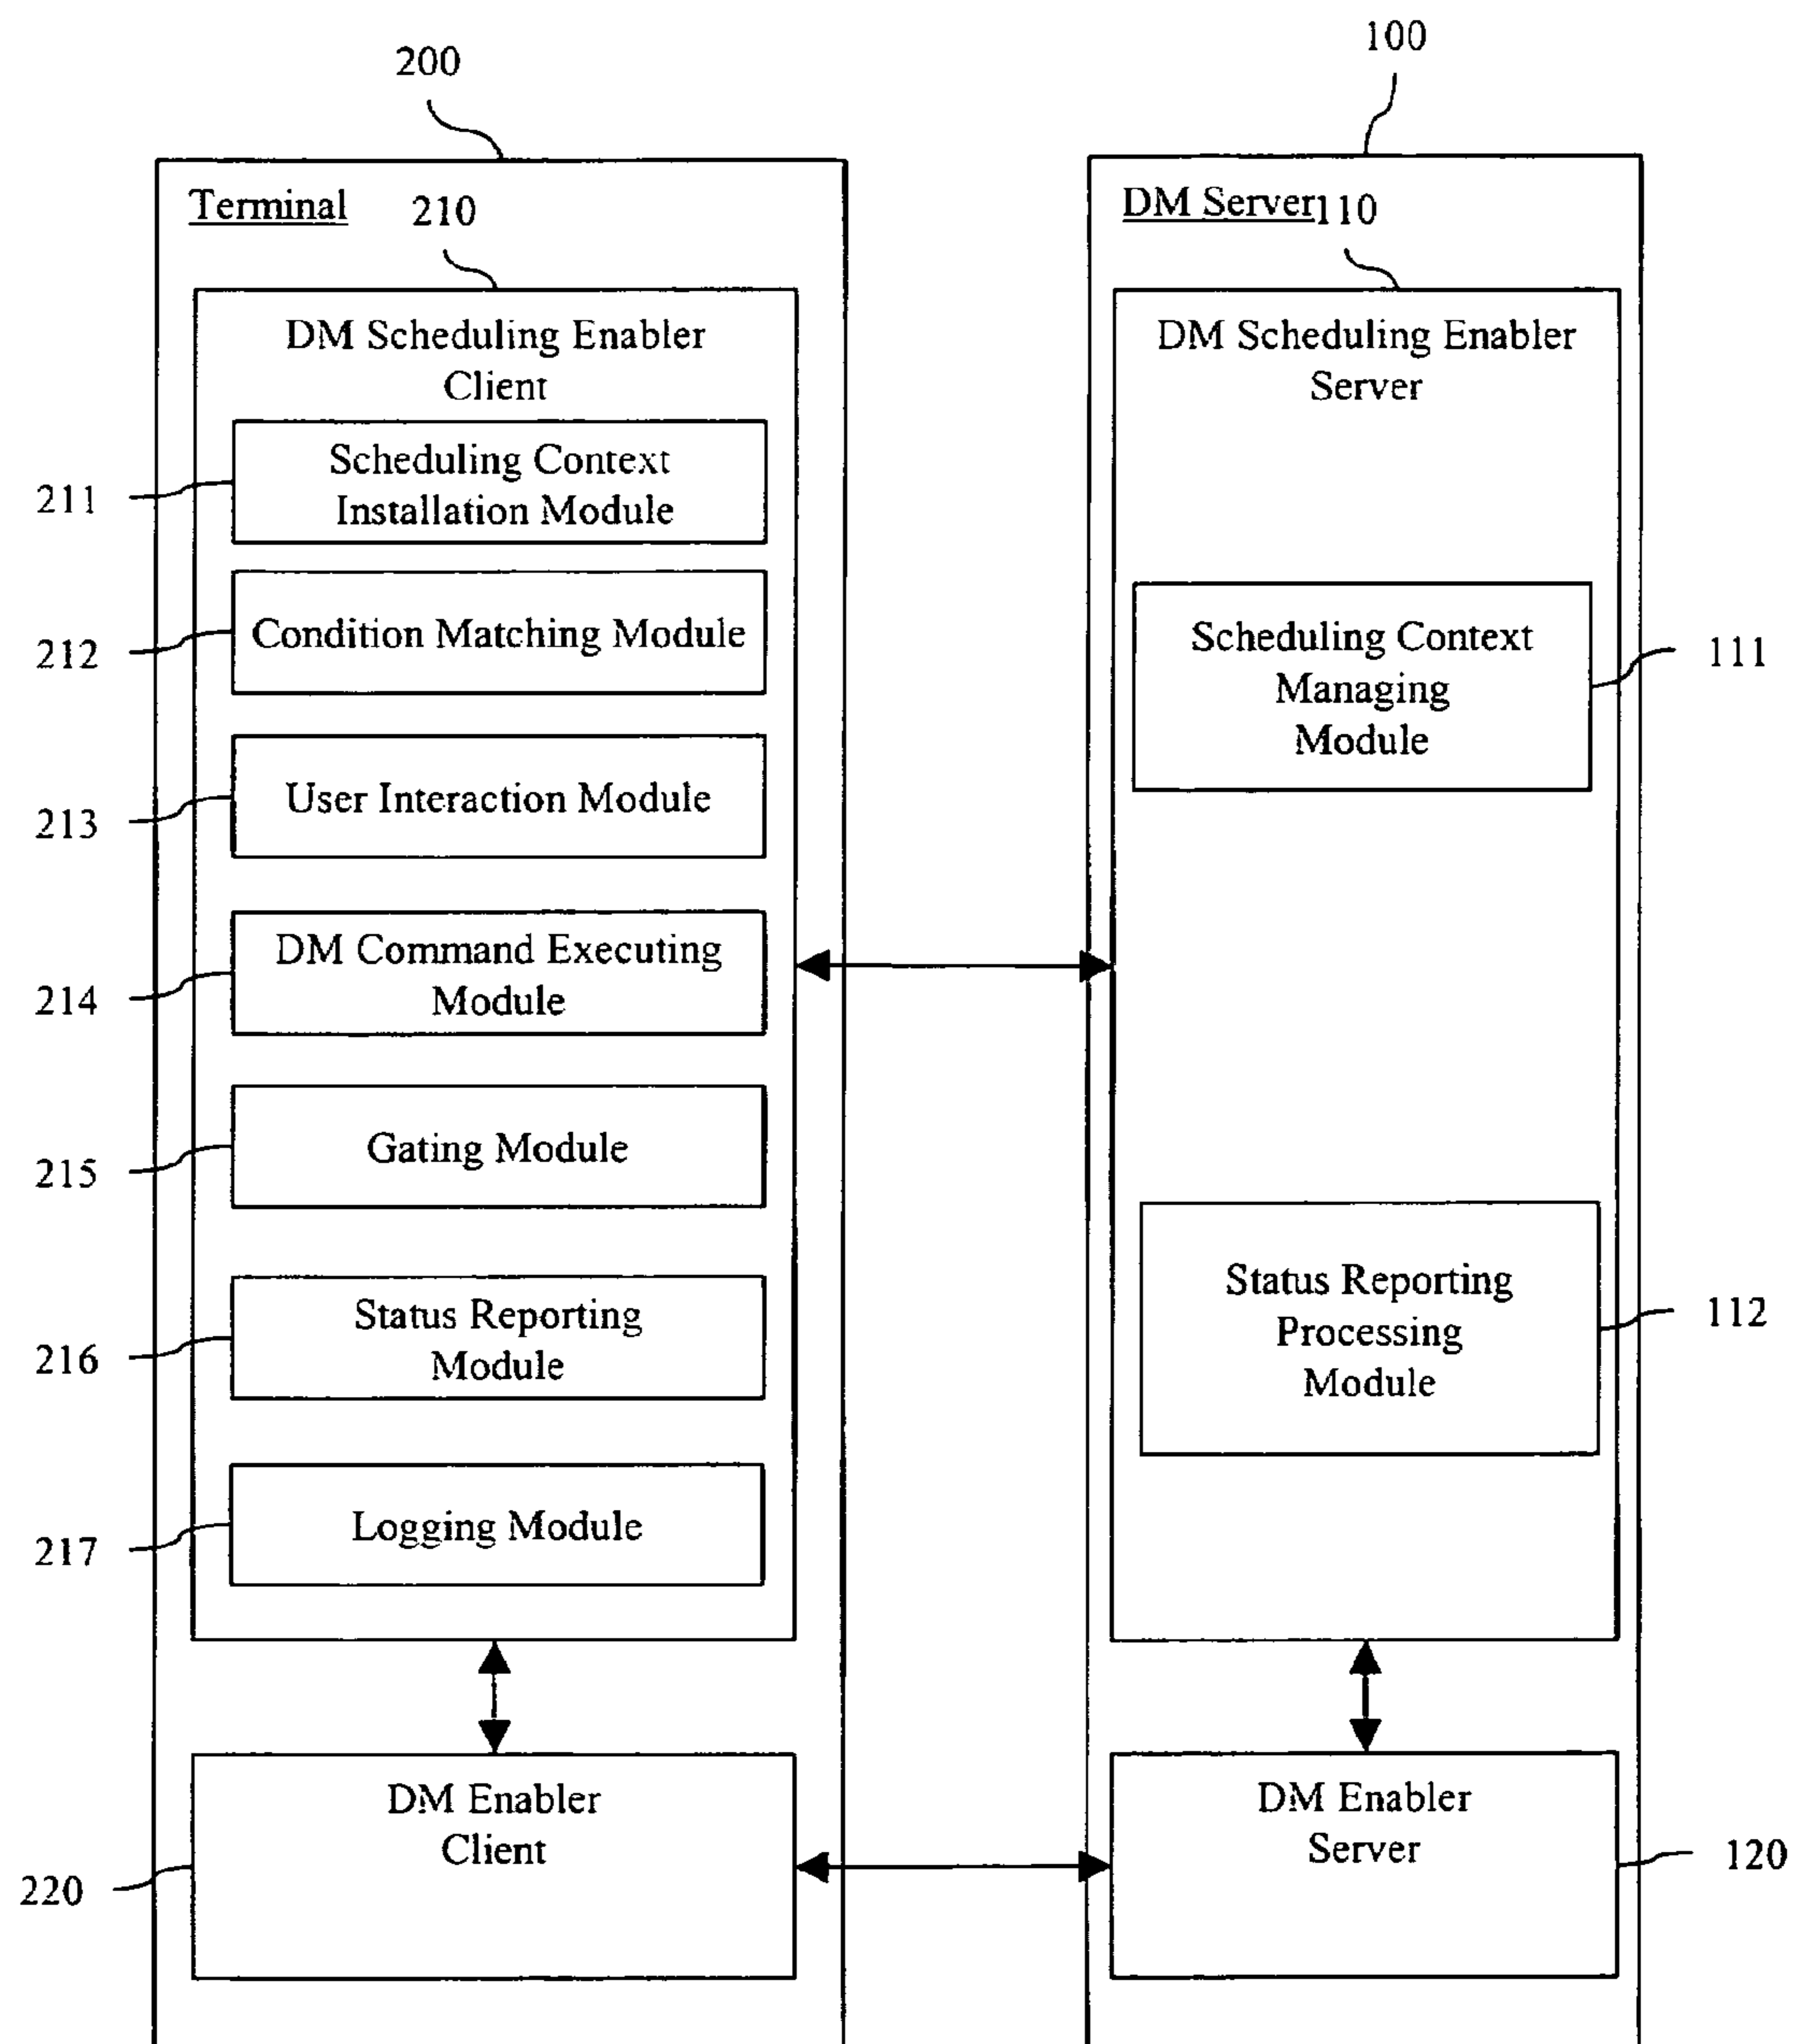 200
100
Terminal
210
DM Server
110
DM Scheduling Enabler
Client
DM Scheduling Enabler
Server
Scheduling Context
Installation Module
211
Condition Matching Module
212
Scheduling Context
Managing
Module
111
User Interaction Module
213
DM Command Executing
Module
214
Gating Module
215
Status Reporting
Module
216
Status Reporting
Processing
Module
112
Logging Module
217
DM Enabler
Client
220
DM Enabler
Server
120